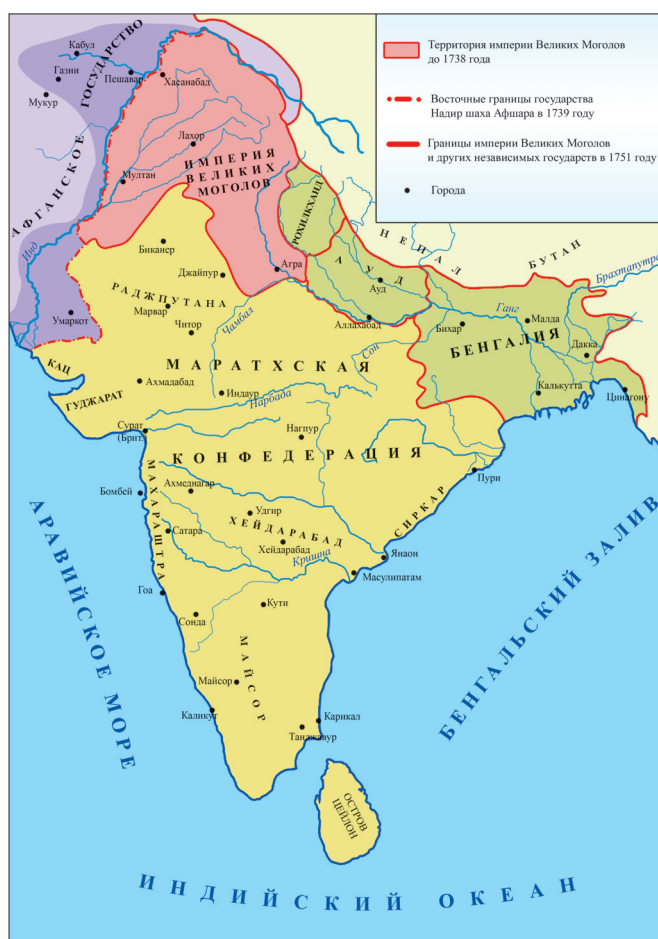 Территория империи Великих Моголов
до 1738 года
Восточные границы государства
Надир шаха Афшара в 1739 году
Границы империи Великих Моголов
и других независимых государств в 1751 году
Города
АФГАНСКОЕ ГОСУДАРСТВО
Кабул
Газни
Мукур
Пешавар
Хасанабад
Лахор
ИМПЕРИЯ
ВЕЛИКИХ
МОГОЛОВ
Мултан
Инд
РОХИЛКХАНД
НЕПАЛ
БУТАН
Брахтапутра
Биканер
Джайпур
Агра
АУД
Ауд
Аллахабад
Ганг
Бихар
Малда
БЕНГАЛИЯ
Дакка
Калькутта
Цинагону
РАДЖПУТАНА
Марвар
Читор
Чамбал
Умаркот
Сон
КАЦ
ГУДЖАРАТ
МАРАТХСКАЯ
Ахмадабад
Индаур
Нарбада
Сурат
(Брит.)
Нагпур
КОНФЕДЕРАЦИЯ
Пури
СИРКАР
Бомбей
МАХАРАШТРА
Ахмеднагар
Удгир
ХЕЙДАРАБАД
Хейдарабад
Сатара
Кришна
Янаон
Масулипатам
Гоа
Сонда
Кути
МАЙСОР
Майсор
Каликут
Карикал
Танджавур
ОСТРОВ
ЦЕЙЛОН
АРАВИЙСКОЕ МОРЕ
БЕНГАЛЬСКИЙ ЗАЛИВ
ИНДИЙСКИЙ ОКЕАН